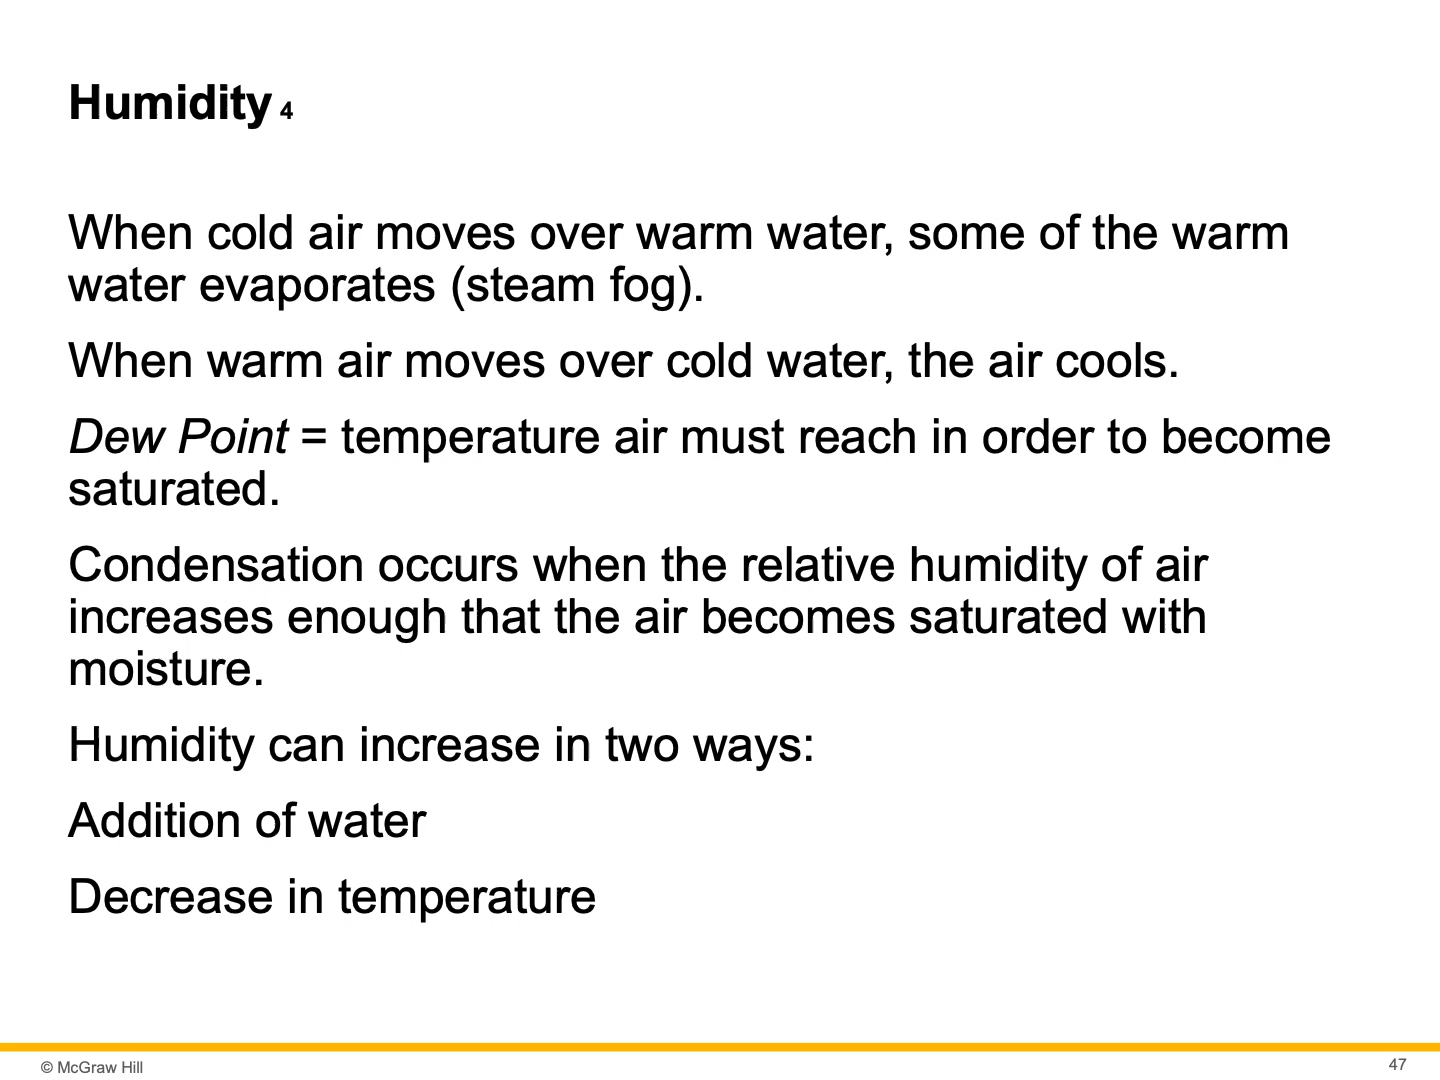 Humidity 4
When cold air moves over warm water, some of the warm
water evaporates (steam fog).
When warm air moves over cold water, the air cools.
Dew Point = temperature air must reach in order to become
saturated.
Condensation occurs when the relative humidity of air
increases enough that the air becomes saturated with
moisture.
Humidity can increase in two ways:
Addition of water
Decrease in temperature
© McGraw Hill
47